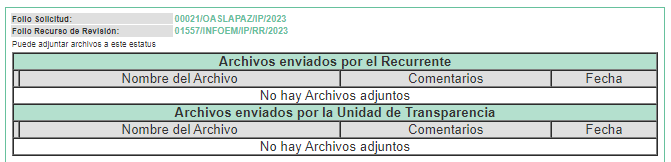 Folio Solicitud: 00021/OASLAPAZ/IP/2023
Folio Recurso de Revisión: 01557/INFOEM/IP/RR/2023
Puede adjuntar archivos a este estatus
Archivos enviados por el Recurrente
Nombre del Archivo Comentarios Fecha
No hay Archivos adjuntos
Archivos enviados por la Unidad de Transparencia
Nombre del Archivo Comentarios Fecha
No hay Archivos adjuntos